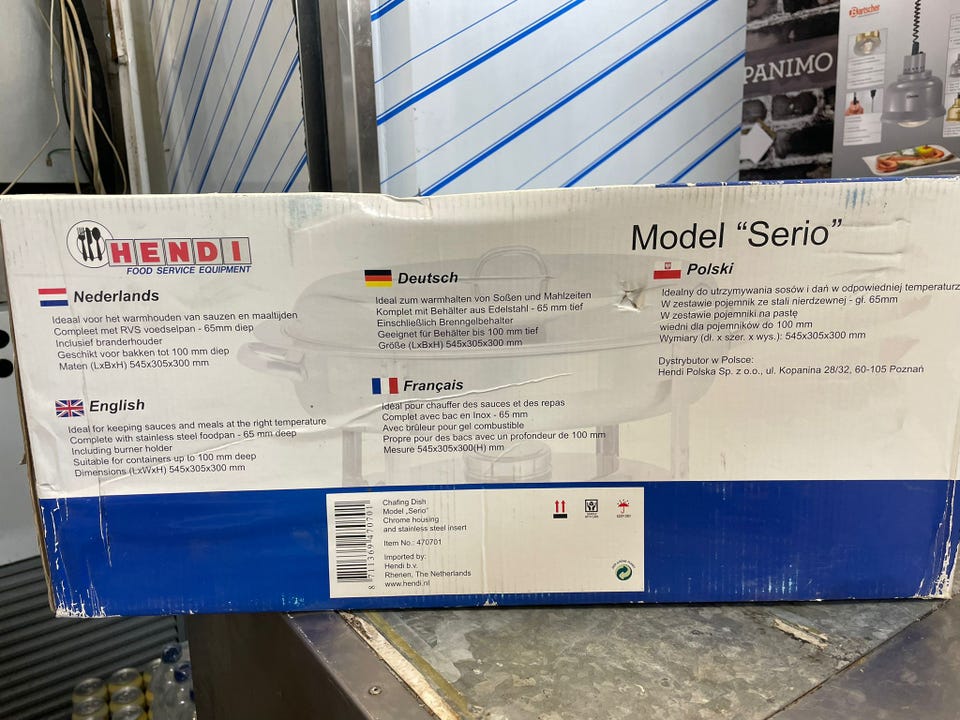 Bartscher
PANIMO
HENDI
FOOD SERVICE EQUIPMENT
Model “Serio”
Nederlands
Ideaal voor het warmhouden van sauzen en maaltijden
Compleet met RVS voedselpan - 65mm diep
Inclusief branderhouder
Geschikt voor bakken tot 100 mm diep
Maten (LxBxH) 545x305x300 mm
English
Ideal for keeping sauces and meals at the right temperature
Complete with stainless steel foodpan - 65 mm deep
Including burner holder
Suitable for containers up to 100 mm deep
Dimensions (LxWxH) 545x305x300 mm
Deutsch
Ideal zum warmhalten von Soßen und Mahlzeiten
Komplet mit Behälter aus Edelstahl - 65 mm tief
Einschließlich Brenngelbehalter
Geeignet für Behälter bis 100 mm tief
Größe (LxBxH) 545x305x300 mm
Français
Ideal pour chauffer des sauces et des repas
Complet avec bac en Inox - 65 mm
Avec brûleur pour gel combustible
Propre pour des bacs avec un profondeur de 100 mm
Mesure 545x305x300(H) mm
Polski
Idealny do utrzymywania sosów i dań w odpowiedniej temperaturz
W zestawie pojemnik ze stali nierdzewnej - gł. 65mm
W zestawie pojemniki na pastę
wiedni dla pojemników do 100 mm
Wymiary (dł. x szer. x wys.): 545x305x300 mm
Dystrybutor w Polsce:
Hendi Polska Sp. z o.o., ul. Kopanina 28/32, 60-105 Poznań
8 711369 470701
Chafing Dish
Model „Serio"
Chrome housing
and stainless steel insert
Item No.: 470701
Imported by:
Hendi b.v.
Rhenen, The Netherlands
www.hendi.nl